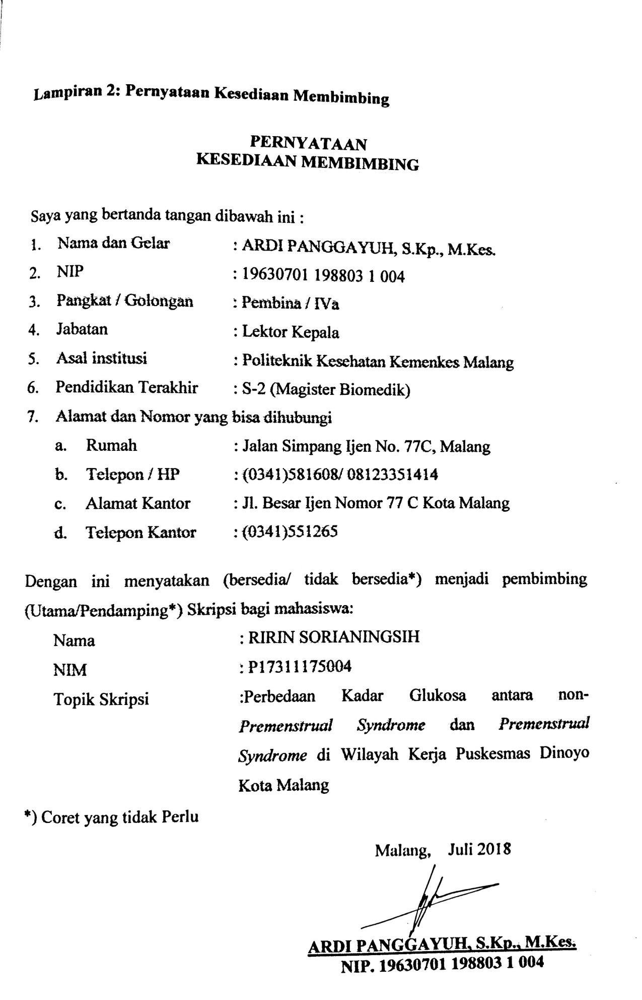 Lampiran 2: Pernyataan Kesediaan Membimbing
PERNYATAAN
KESEDIAAN MEMBIMBING
Saya yang bertanda tangan dibawah ini :
1. Nama dan Gelar : ARDI PANGGAYUH, S.Kp., M.Kes.
2. NIP : 19630701 198803 1 004
3. Pangkat / Golongan : Pembina / IVa
4. Jabatan : Lektor Kepala
5. Asal institusi : Politeknik Kesehatan Kemenkes Malang
6. Pendidikan Terakhir : S-2 (Magister Biomedik)
7. Alamat dan Nomor yang bisa dihubungi
a. Rumah : Jalan Simpang Ijen No. 77C, Malang
b. Telepon / HP : (0341)581608/ 08123351414
c. Alamat Kantor : Jl. Besar Ijen Nomor 77 C Kota Malang
d. Telepon Kantor : (0341)551265
Dengan ini menyatakan (bersedia/ tidak bersedia*) menjadi pembimbing
(Utama/Pendamping*) Skripsi bagi mahasiswa:
Nama : RIRIN SORIANINGSIH
NIM : P17311175004
Topik Skripsi :Perbedaan Kadar Glukosa antara non-
Premenstrual Syndrome dan Premenstrual
Syndrome di Wilayah Kerja Puskesmas Dinoyo
Kota Malang
*) Coret yang tidak Perlu
Malang, Juli 2018
ARDI PANGGAYUH, S.Kp., M.Kes.
NIP. 19630701 198803 1 004